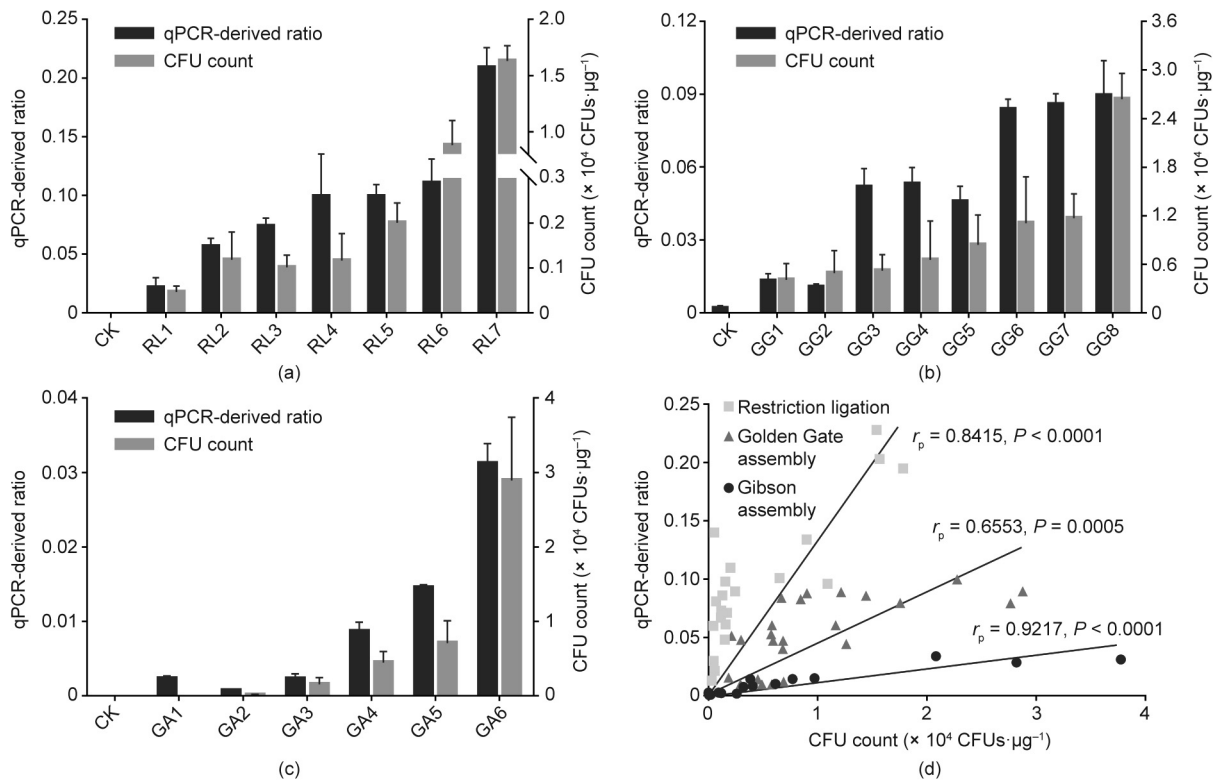 0.25
0.20
0.15
0.10
0.05
0
qPCR-derived ratio
qPCR-derived ratio
CFU count
2.0
1.5
1.0
0.3
0.2
0.1
0
CFU count (× 10⁴ CFUs·μg⁻¹)
CK
RL1
RL2
RL3
RL4
RL5
RL6
RL7
(a)
0.12
0.09
0.06
0.03
0
qPCR-derived ratio
qPCR-derived ratio
CFU count
3.6
3.0
2.4
1.8
1.2
0.6
0
CFU count (× 10⁴ CFUs·μg⁻¹)
CK
GG1
GG2
GG3
GG4
GG5
GG6
GG7
GG8
(b)
0.04
0.03
0.02
0.01
0
qPCR-derived ratio
qPCR-derived ratio
CFU count
4
3
2
1
0
CFU count (× 10⁴ CFUs·μg⁻¹)
CK
GA1
GA2
GA3
GA4
GA5
GA6
(c)
0.25
0.20
0.15
0.10
0.05
0
qPCR-derived ratio
Restriction ligation
Golden Gate
assembly
Gibson
assembly
rₚ = 0.8415, P < 0.0001
rₚ = 0.6553, P = 0.0005
rₚ = 0.9217, P < 0.0001
0
1
2
3
4
CFU count (× 10⁴ CFUs·μg⁻¹)
(d)